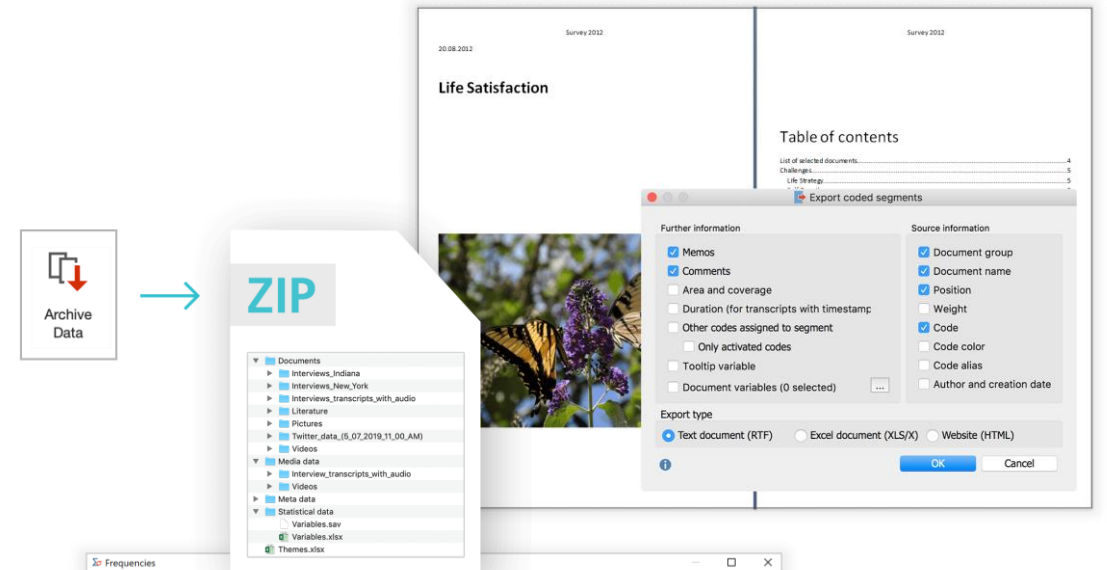 Survey 2012
Survey 2012
20.08.2012
Life Satisfaction
Table of contents
List of selected documents 4
Challenges 5
Life Strategy 5
Export coded segments
Further information
Memos
Comments
Area and coverage
Duration (for transcripts with timestamp
Other codes assigned to segment
Only activated codes
Tooltip variable
Document variables (0 selected)
...
Source information
Document group
Document name
Position
Weight
Code
Code color
Code alias
Author and creation date
Export type
Text document (RTF)
Excel document (XLS/X)
Website (HTML)
OK
Cancel
Archive
Data
ZIP
Documents
Interviews_Indiana
Interviews_New_York
Interviews_transcripts_with_audio
Literature
Pictures
Twitter_data_(5_07_2019_11_00_AM)
Videos
Media data
Interview_transcripts_with_audio
Videos
Meta data
Statistical data
Variables.sav
Variables.xlsx
Themes.xlsx
Frequencies